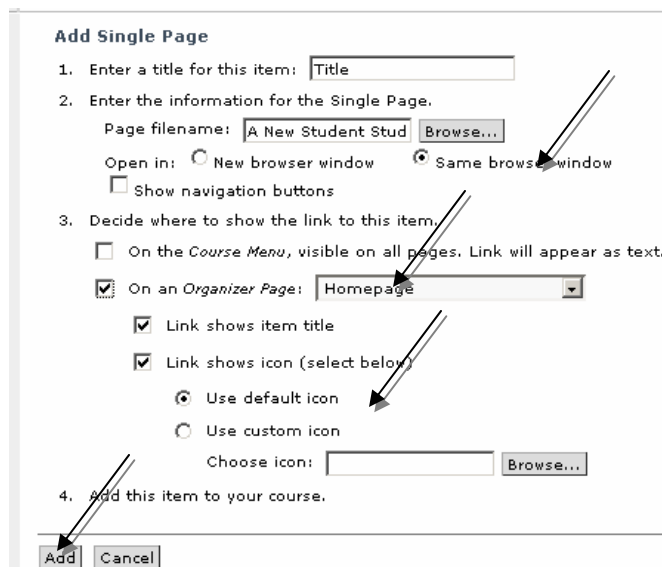 Add Single Page
1. Enter a title for this item: Title
2. Enter the information for the Single Page.
Page filename: A New Student Stud Browse...
Open in: New browser window Same browser window
Show navigation buttons
3. Decide where to show the link to this item.
On the Course Menu, visible on all pages. Link will appear as text.
On an Organizer Page: Homepage
Link shows item title
Link shows icon (select below)
Use default icon
Use custom icon
Choose icon: Browse...
4. Add this item to your course.
Add Cancel